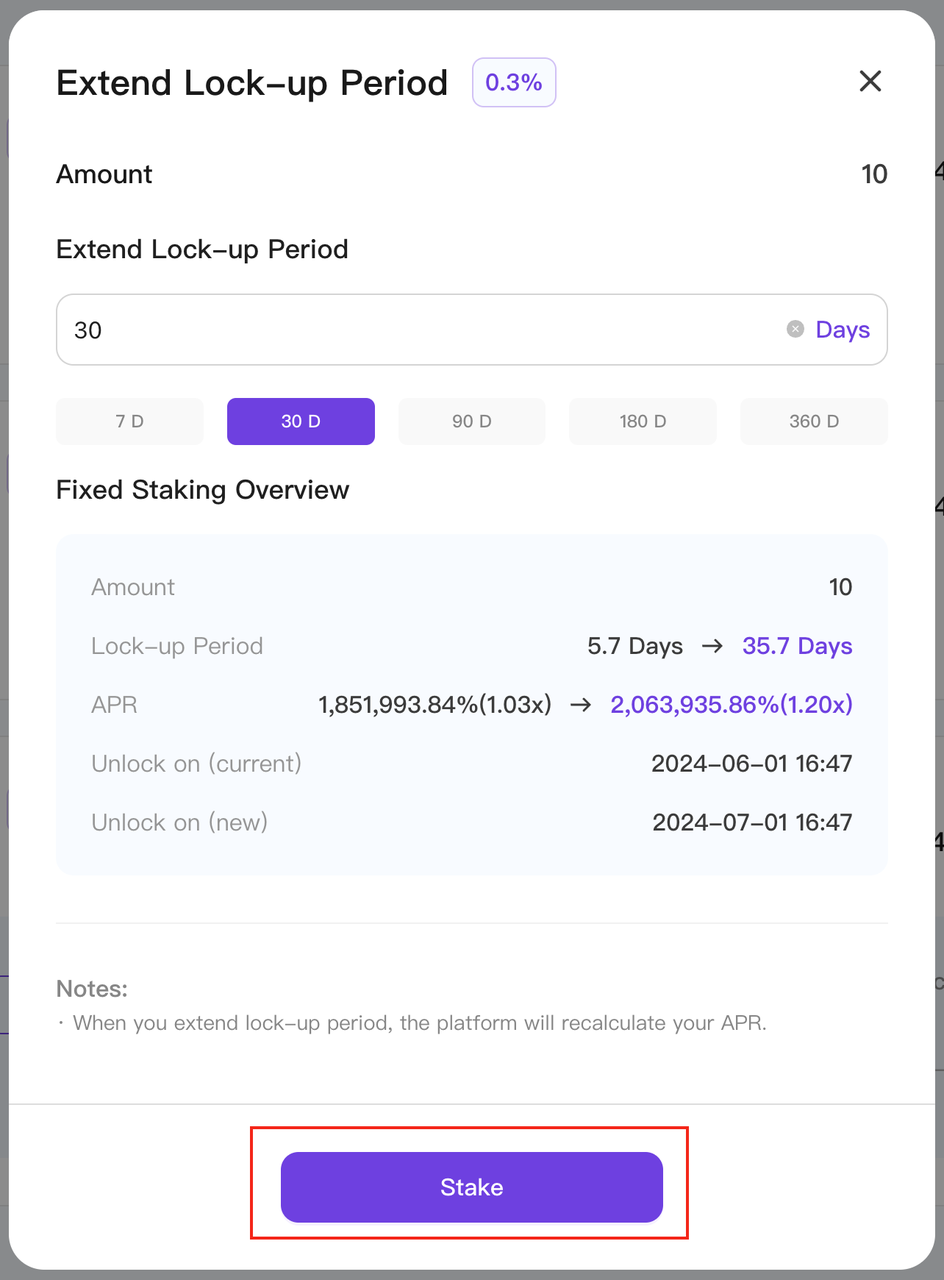 Extend Lock-up Period 0.3%
Amount 10
Extend Lock-up Period
30 Days
7 D 30 D 90 D 180 D 360 D
Fixed Staking Overview
Amount 10
Lock-up Period 5.7 Days → 35.7 Days
APR 1,851,993.84%(1.03x) → 2,063,935.86%(1.20x)
Unlock on (current) 2024-06-01 16:47
Unlock on (new) 2024-07-01 16:47
Notes:
· When you extend lock-up period, the platform will recalculate your APR.
Stake